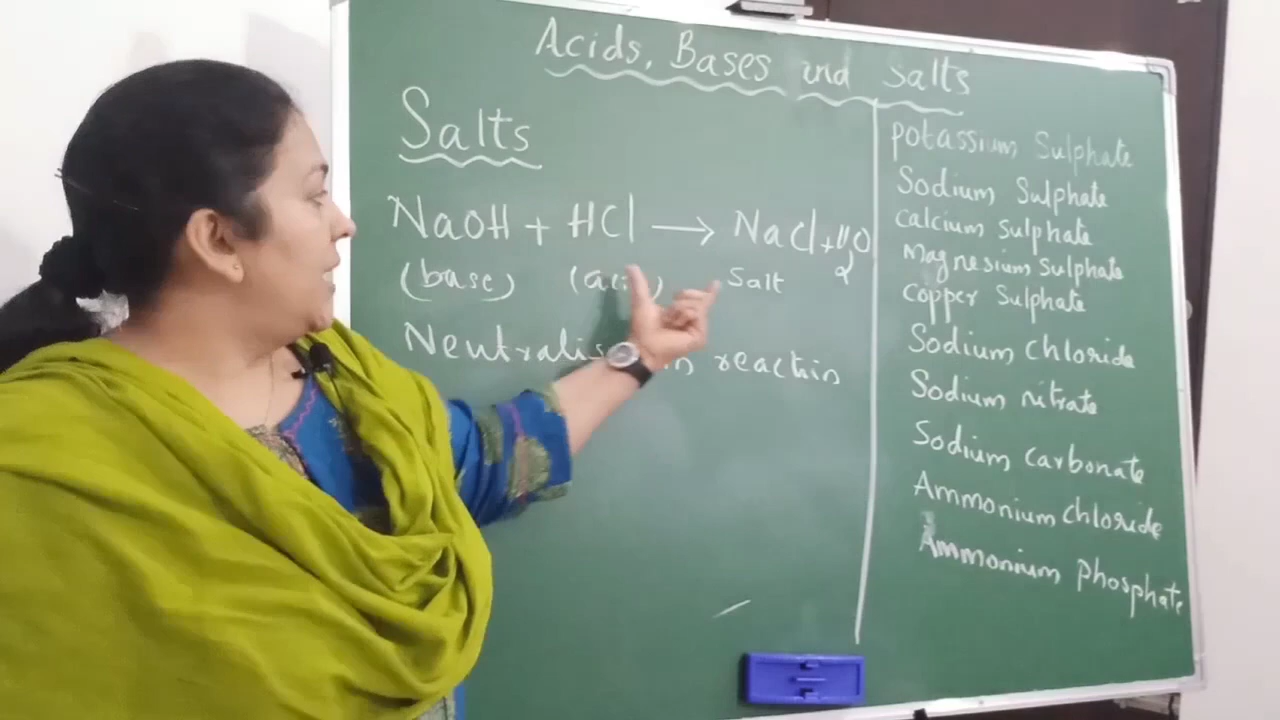 Acids, Bases and Salts
Salts
NaOH + HCl → NaCl + H₂O
(base) (acid) Salt
reaction
Potassium Sulphate
Sodium Sulphate
Calcium Sulphate
Magnesium Sulphate
Copper Sulphate
Sodium Chloride
Sodium nitrate
Sodium Carbonate
Ammonium Chloride
Ammonium Phosphate